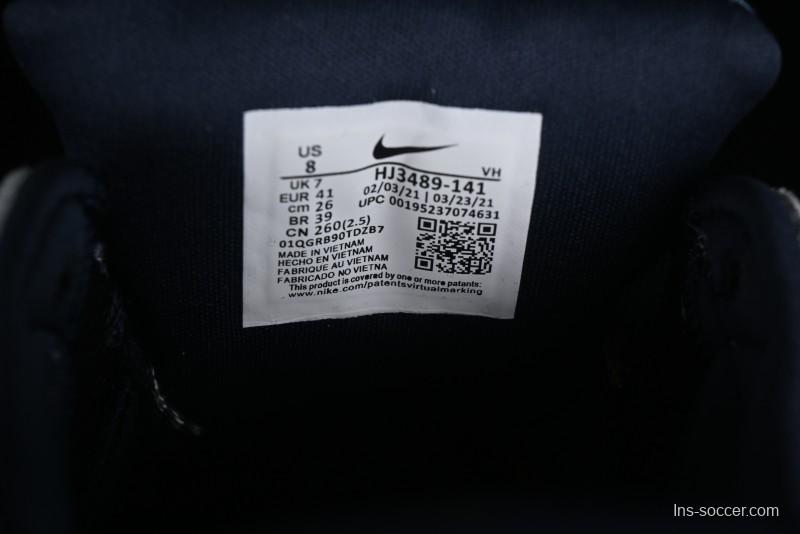 US
8
VH
HJ3489-141
UK 7
02/03/21 | 03/23/21
EUR 41
UPC 00195237074631
cm 26
BR 39
CN 260(2.5)
01QGRB90TDZB7
MADE IN VIETNAM
HECHO EN VIETNAM
FABRIQUE AU VIETNAM
FABRICADO NO VIETNA
This product is covered by one or more patents:
www.nike.com/patentsvirtualmarking
Ins-soccer.com